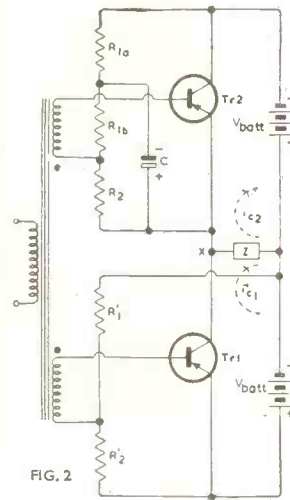 R1a
Tr2
R1b
C
-
+
Vbatt
R2
ic2
X
Z
ic1
R'1
Tr1
Vbatt
R'2
FIG. 2